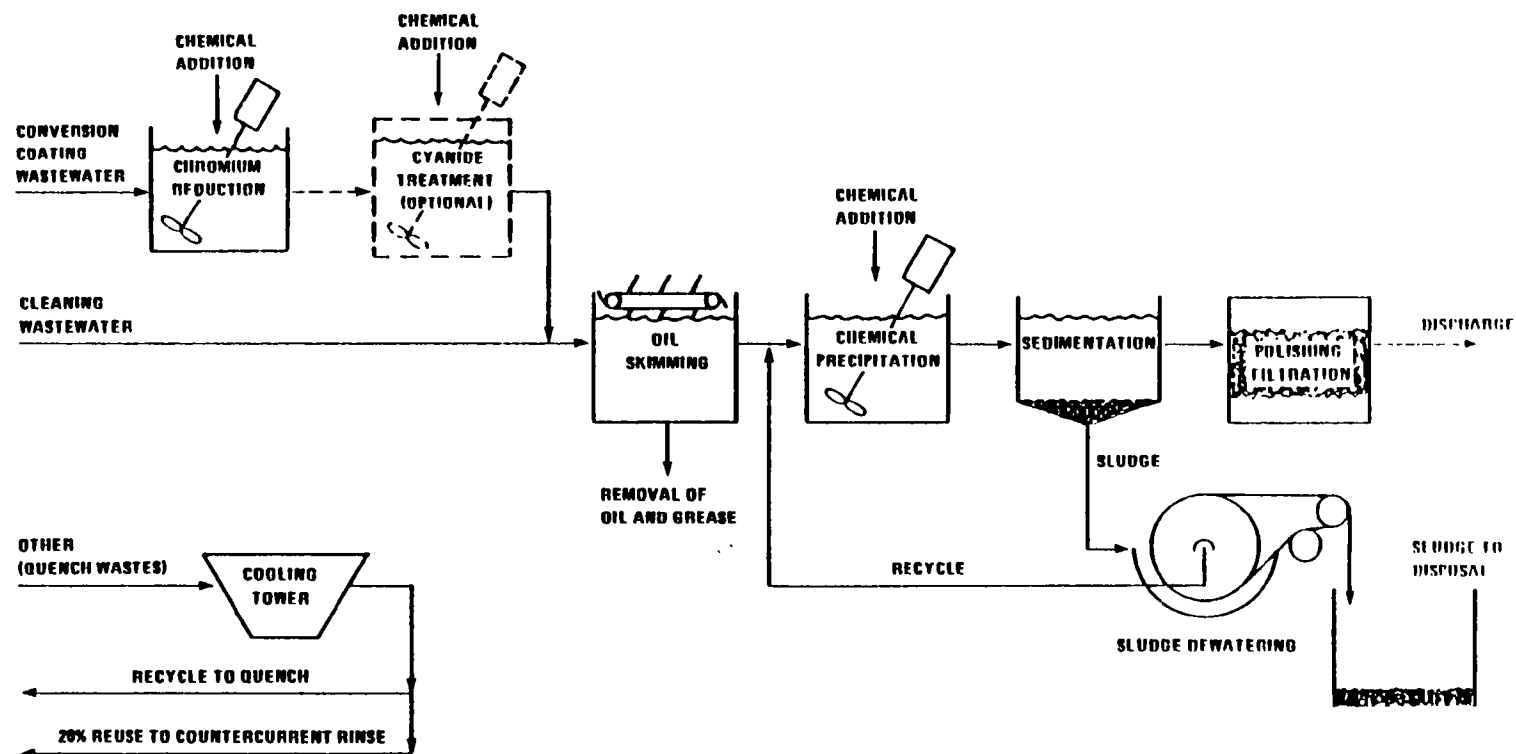 CHEMICAL
ADDITION
CHEMICAL
ADDITION
CONVERSION
COATING
WASTEWATER
CHROMIUM
REDUCTION
CYANIDE
TREATMENT
(OPTIONAL)
CHEMICAL
ADDITION
CLEANING
WASTEWATER
OIL
SKIMMING
CHEMICAL
PRECIPITATION
SEDIMENTATION
POLISHING
FILTRATION
DISCHARGE
SLUDGE
REMOVAL OF
OIL AND GREASE
OTHER
(QUENCH WASTES)
COOLING
TOWER
RECYCLE
SLUDGE TO
DISPOSAL
SLUDGE DEWATERING
RECYCLE TO QUENCH
20% REUSE TO COUNTERCURRENT RINSE